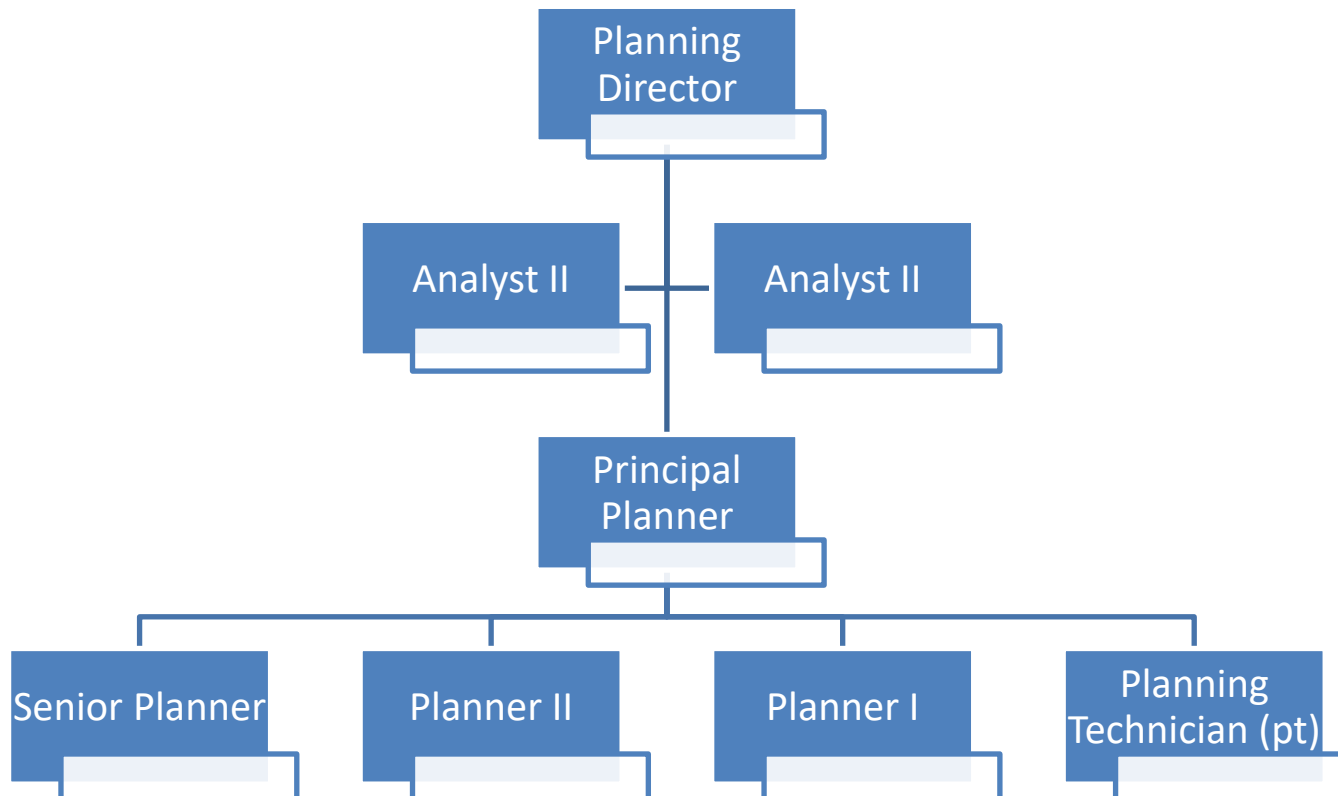 Planning
Director
Analyst II
Analyst II
Principal
Planner
Senior Planner
Planner II
Planner I
Planning
Technician (pt)